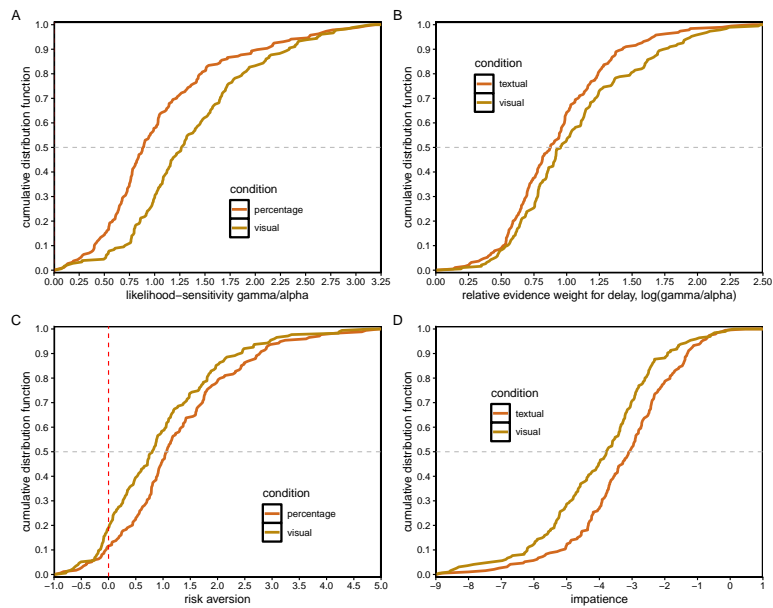 A
cumulative distribution function
1.0
0.9
0.8
0.7
0.6
0.5
0.4
0.3
0.2
0.1
0.0
condition
percentage
visual
0.00 0.25 0.50 0.75 1.00 1.25 1.50 1.75 2.00 2.25 2.50 2.75 3.00 3.25
likelihood−sensitivity gamma/alpha
B
cumulative distribution function
1.0
0.9
0.8
0.7
0.6
0.5
0.4
0.3
0.2
0.1
0.0
condition
textual
visual
0.00 0.25 0.50 0.75 1.00 1.25 1.50 1.75 2.00 2.25 2.50
relative evidence weight for delay, log(gamma/alpha)
C
cumulative distribution function
1.0
0.9
0.8
0.7
0.6
0.5
0.4
0.3
0.2
0.1
0.0
condition
percentage
visual
−1.0 −0.5 0.0 0.5 1.0 1.5 2.0 2.5 3.0 3.5 4.0 4.5 5.0
risk aversion
D
cumulative distribution function
1.0
0.9
0.8
0.7
0.6
0.5
0.4
0.3
0.2
0.1
0.0
condition
textual
visual
−9 −8 −7 −6 −5 −4 −3 −2 −1 0 1
impatience